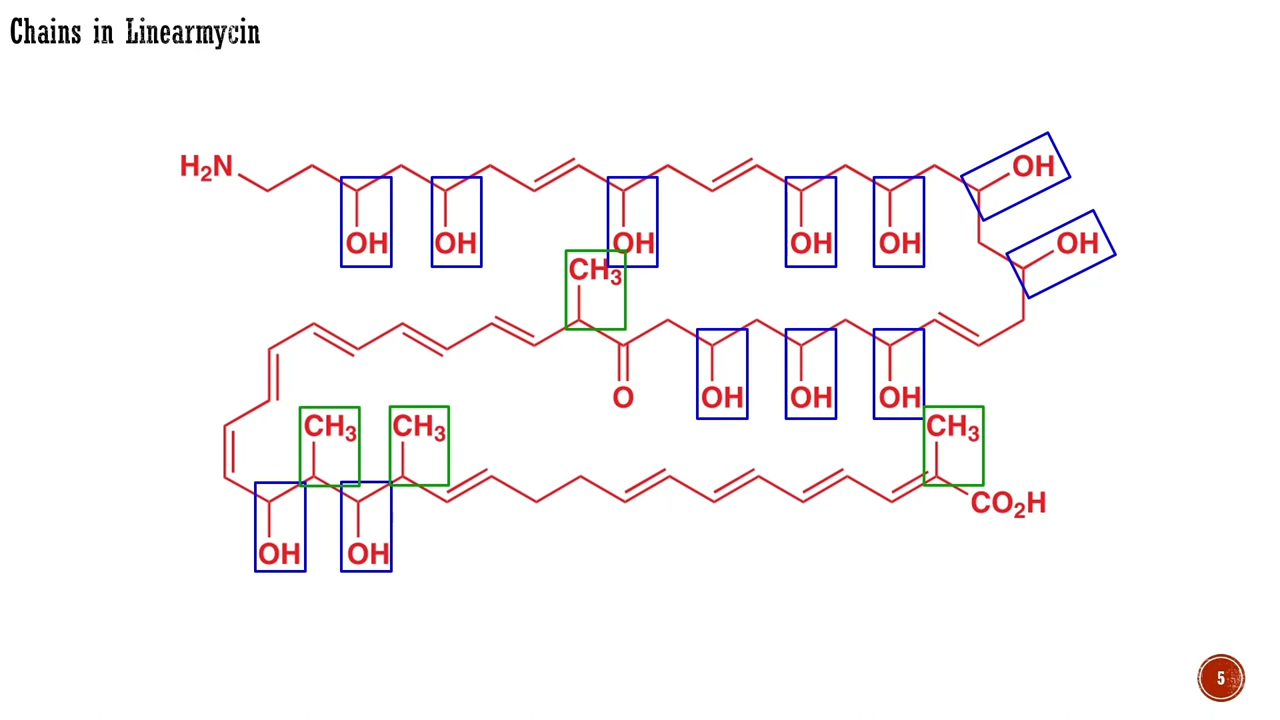 Chains in Linearmycin
H₂N OH
OH OH OH OH OH OH
CH₃
O OH OH OH
CH₃ CH₃ CH₃
CO₂H
OH OH
5